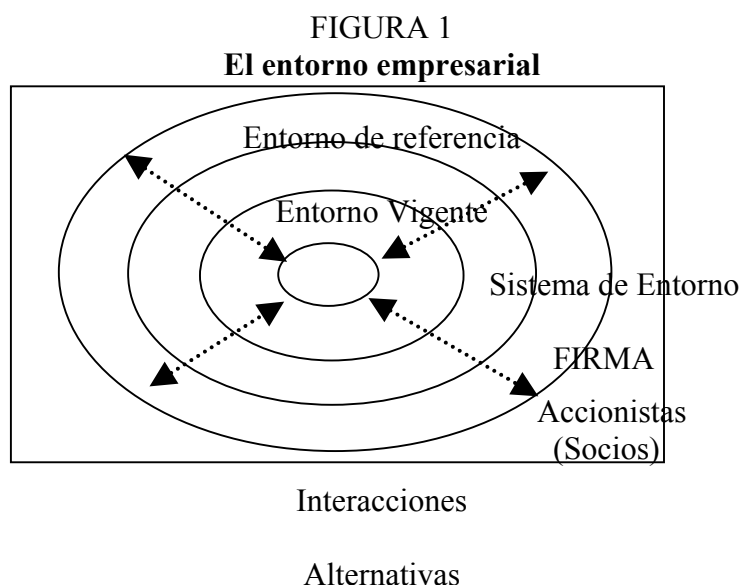 FIGURA 1
El entorno empresarial
Entorno de referencia
Entorno Vigente
Sistema de Entorno
FIRMA
Accionistas
(Socios)
Interacciones
Alternativas